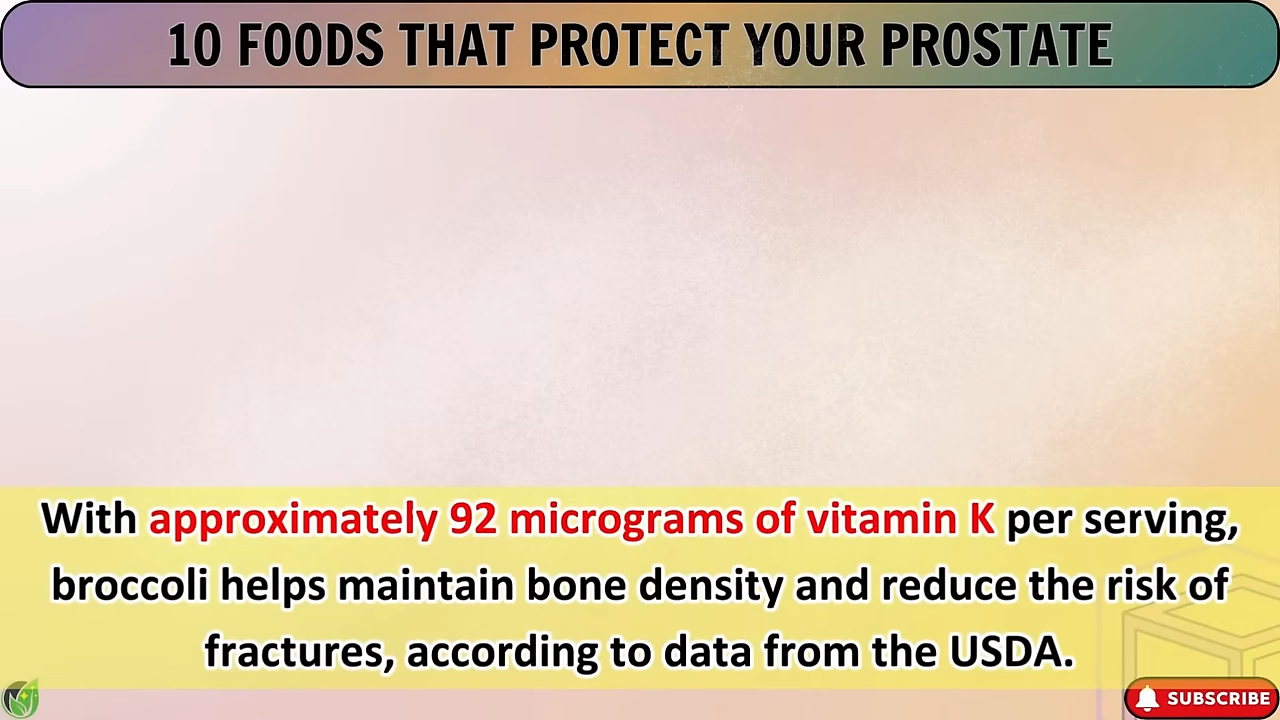 10 FOODS THAT PROTECT YOUR PROSTATE
With approximately 92 micrograms of vitamin K per serving,
broccoli helps maintain bone density and reduce the risk of
fractures, according to data from the USDA.
SUBSCRIBE